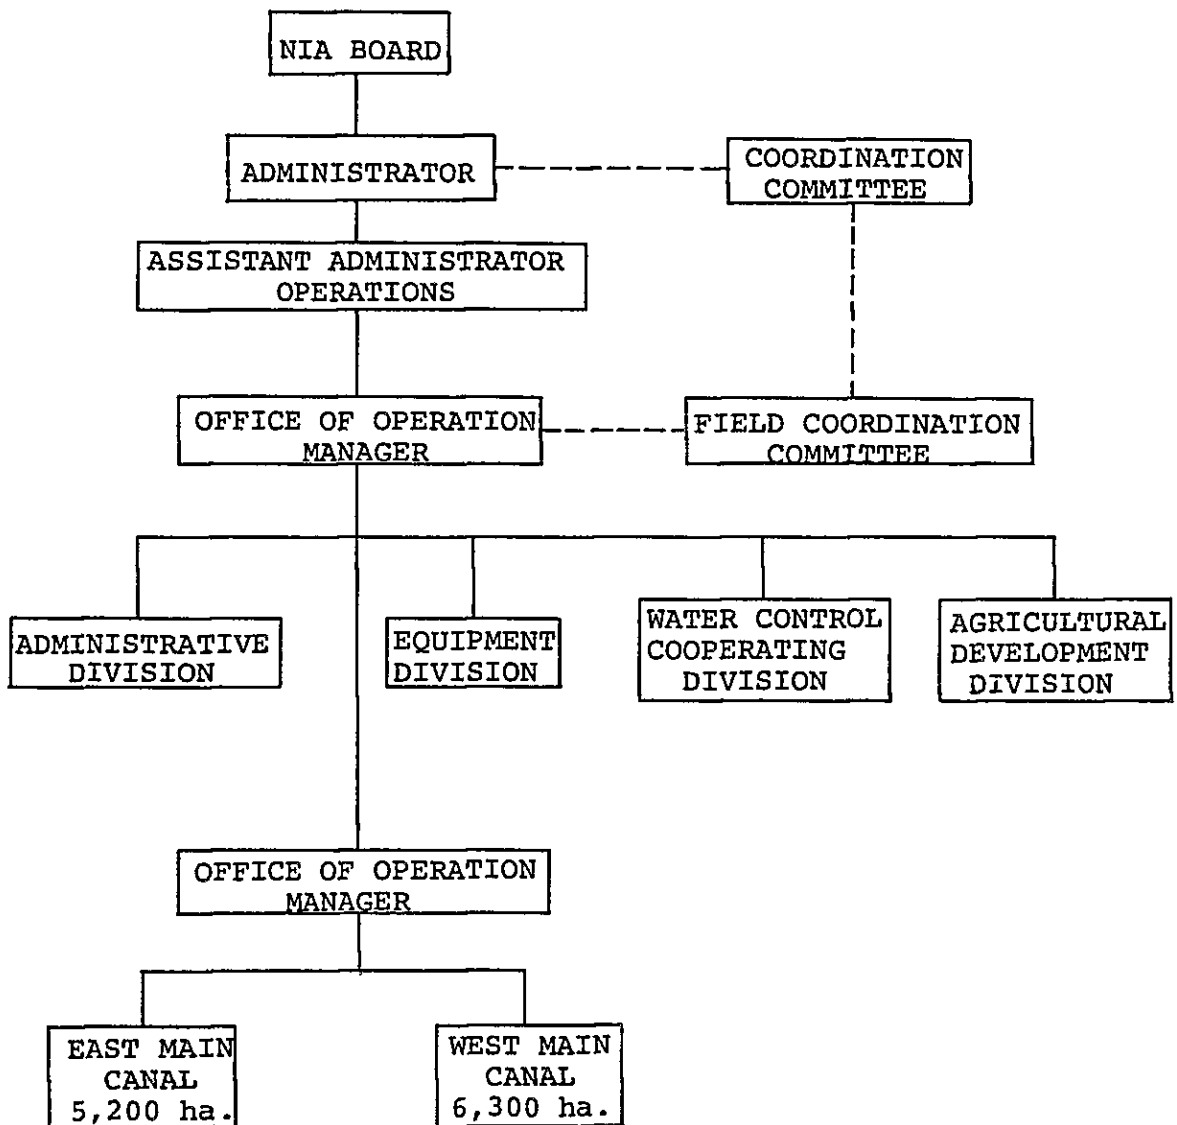 NIA BOARD
ADMINISTRATOR
COORDINATION
COMMITTEE
ASSISTANT ADMINISTRATOR
OPERATIONS
OFFICE OF OPERATION
MANAGER
FIELD COORDINATION
COMMITTEE
ADMINISTRATIVE
DIVISION
EQUIPMENT
DIVISION
WATER CONTROL
COOPERATING
DIVISION
AGRICULTURAL
DEVELOPMENT
DIVISION
OFFICE OF OPERATION
MANAGER
EAST MAIN
CANAL
5,200 ha.
WEST MAIN
CANAL
6,300 ha.